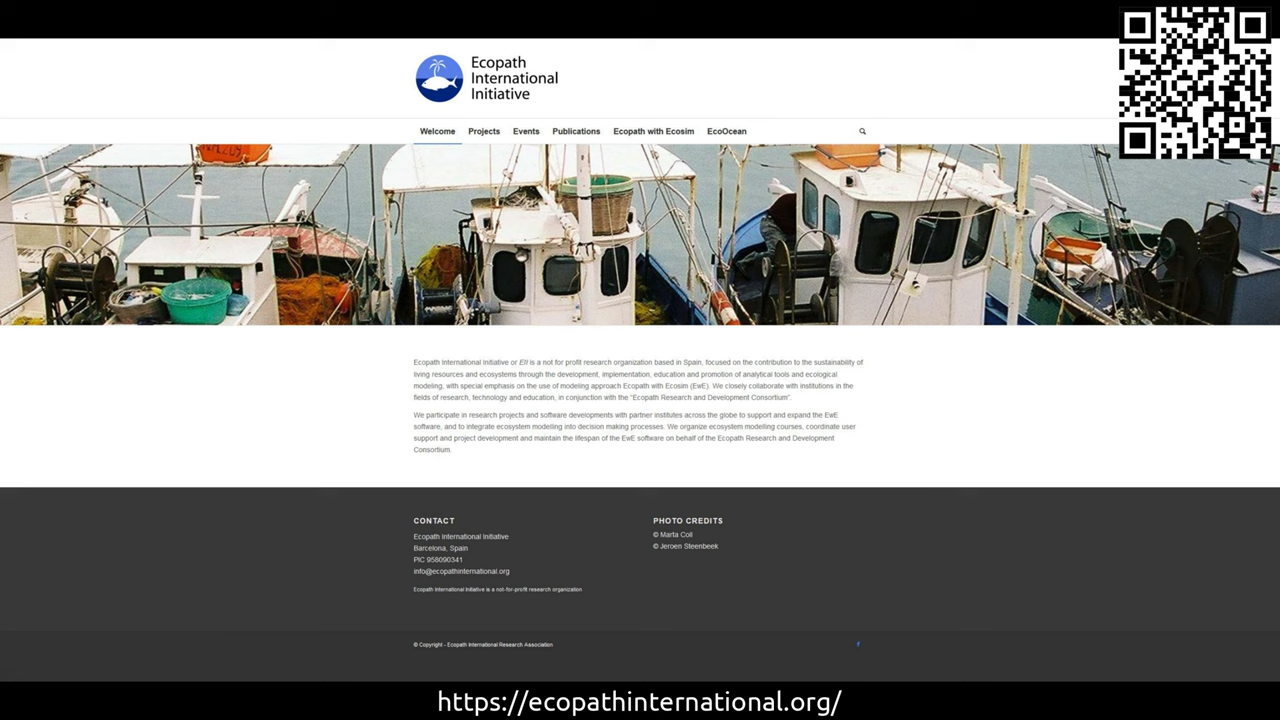 Ecopath
International
Initiative
Welcome Projects Events Publications Ecopath with Ecosim EcoOcean
Ecopath International Initiative or EII is a not for profit research organization based in Spain, focused on the contribution to the sustainability of
living resources and ecosystems through the development, implementation, education and promotion of analytical tools and ecological
modeling, with special emphasis on the use of modeling approach Ecopath with Ecosim (EwE). We closely collaborate with institutions in the
fields of research, technology and education, in conjunction with the “Ecopath Research and Development Consortium”.
We participate in research projects and software developments with partner institutes across the globe to support and expand the EwE
software, and to integrate ecosystem modelling into decision making processes. We organize ecosystem modelling courses, coordinate user
support and project development and maintain the lifespan of the EwE software on behalf of the Ecopath Research and Development
Consortium.
CONTACT
Ecopath International Initiative
Barcelona, Spain
PIC 958090341
info@ecopathinternational.org
Ecopath International Initiative is a not-for-profit research organization
PHOTO CREDITS
© Marta Coll
© Jeroen Steenbeek
© Copyright - Ecopath International Research Association
https://ecopathinternational.org/